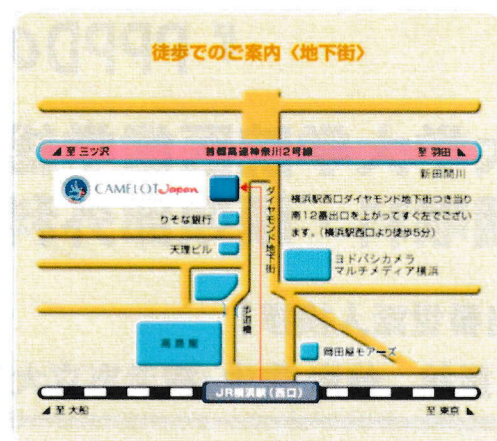 徒歩でのご案内〈地下街〉
至 三ツ沢
首都高速神奈川2号線
至 羽田
新田間川
CAMELOT Japan
横浜駅西口ダイヤモンド地下街つき当り
南12番出口を上がってすぐ左でござい
ます。(横浜駅西口より徒歩5分)
りそな銀行
天理ビル
ダイヤモンド地下街
ヨドバシカメラ
マルチメディア横浜
歩道橋
高島屋
岡田屋モアーズ
JR横浜駅(西口)
至 大船
至 東京